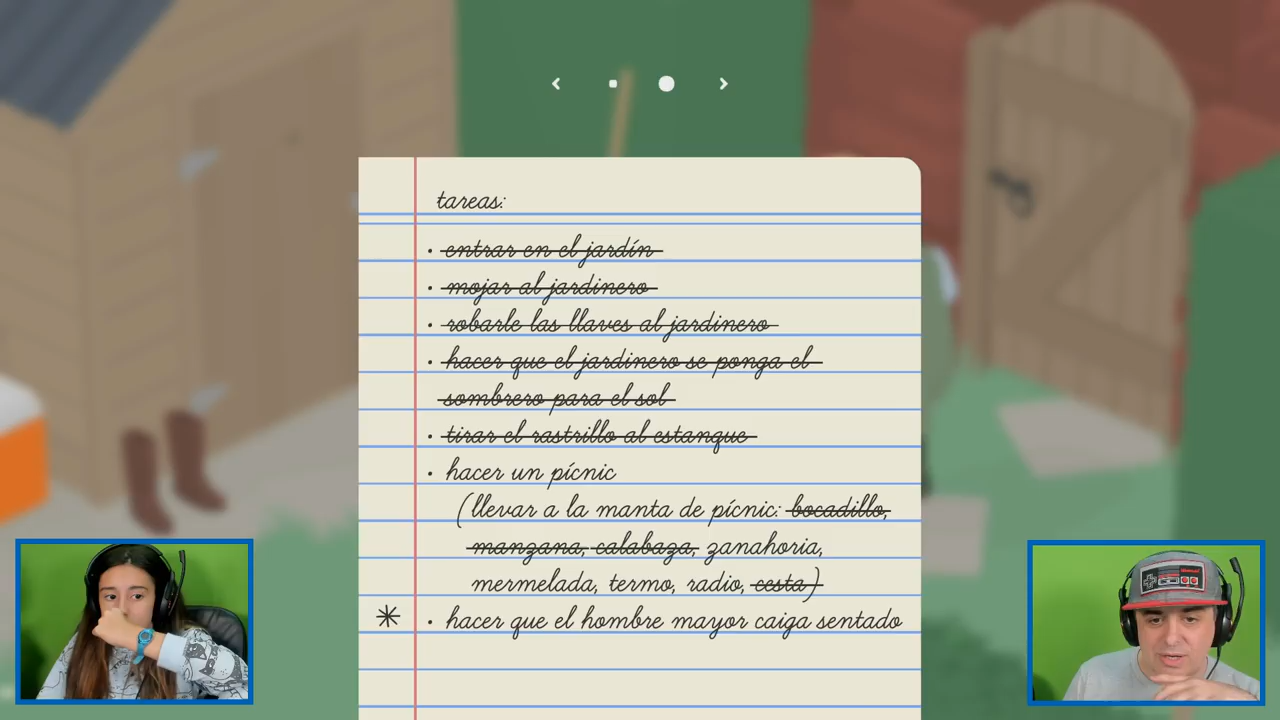 tareas:
• entrar en el jardín
• mojar al jardinero
• robarle las llaves al jardinero
• hacer que el jardinero se ponga el
sombrero para el sol
• tirar el rastrillo al estanque
• hacer un pícnic
(llevar a la manta de pícnic: bocadillo,
manzana, calabaza, zanahoria,
mermelada, termo, radio, cesta)
• hacer que el hombre mayor caiga sentado